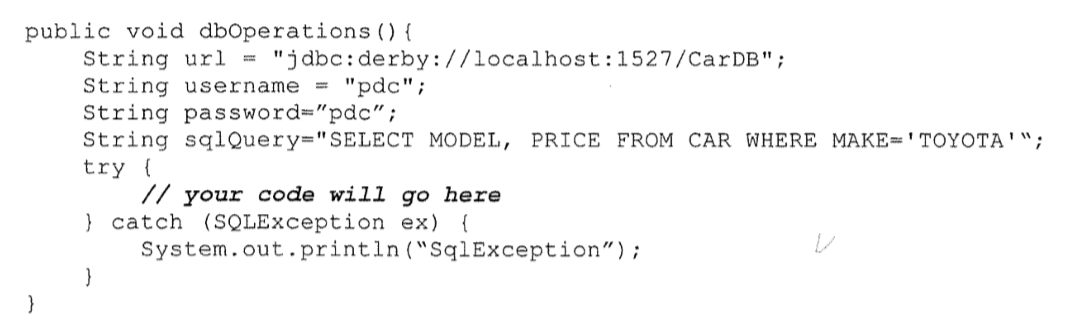 public void dbOperations(){
String url = "jdbc:derby://localhost:1527/CarDB";
String username = "pdc";
String password="pdc”;
String sqlQuery="SELECT MODEL, PRICE FROM CAR WHERE MAKE='TOYOTA'“;
try {
// your code will go here
} catch (SQLException ex) {
System.out.println(“SqlException”);
}
}